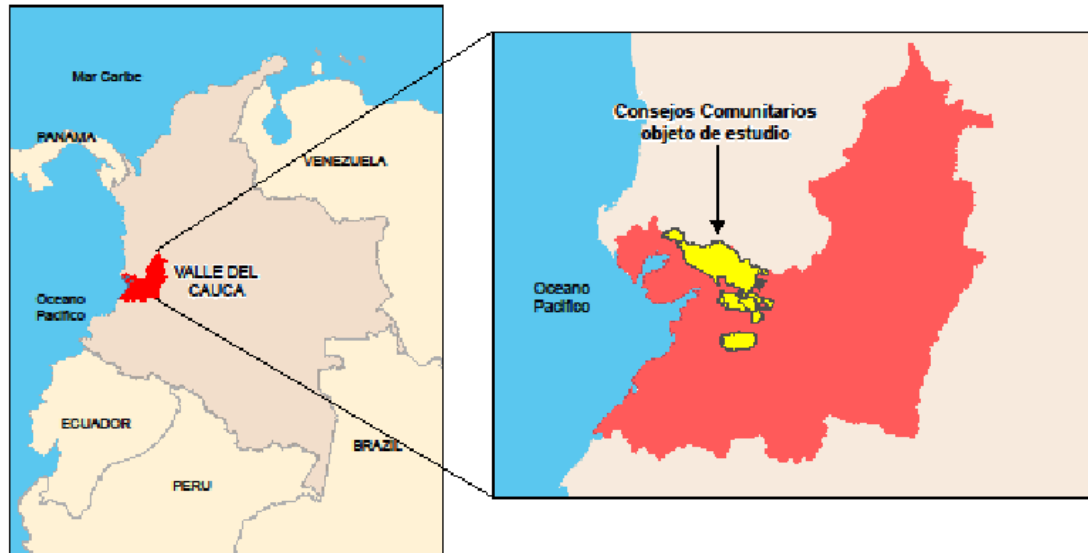 Mar Caribe
PANAMA
VENEZUELA
VALLE DEL
CAUCA
Oceano
Pacifico
ECUADOR
BRAZIL
PERU
Consejos Comunitarios
objeto de estudio
Oceano
Pacifico